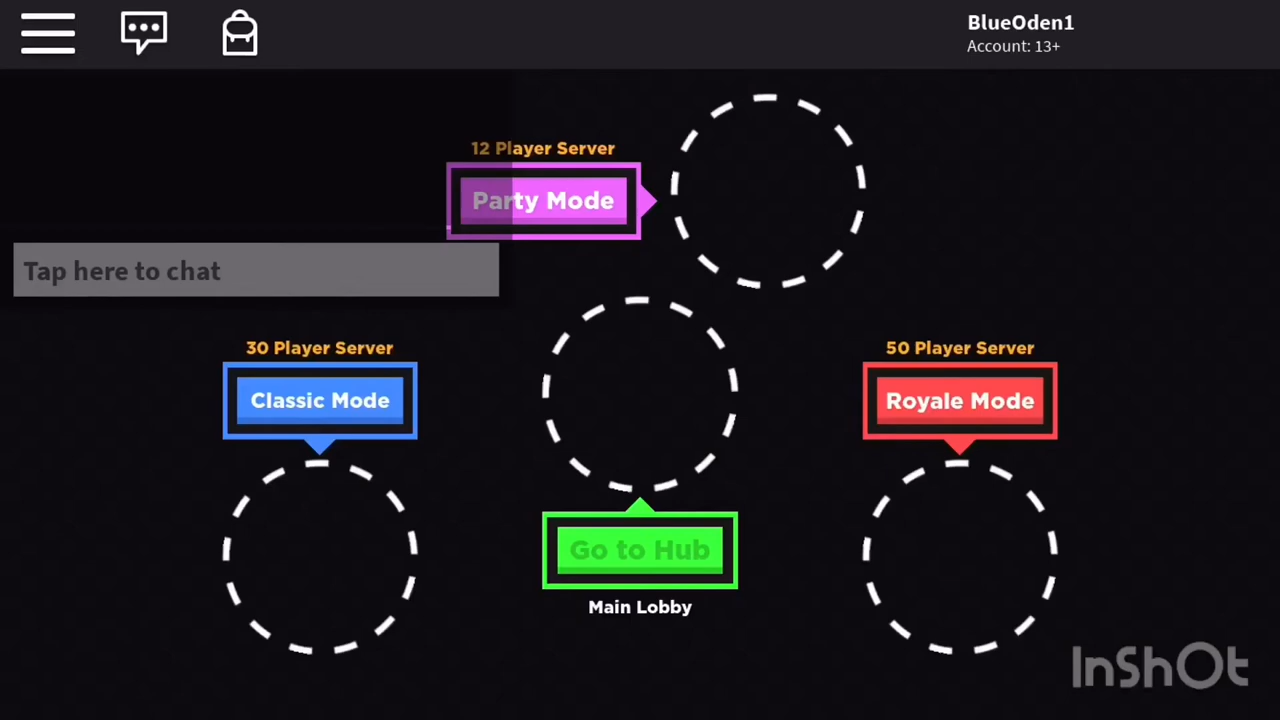 BlueOden1
Account: 13+
12 Player Server
Party Mode
Tap here to chat
30 Player Server
Classic Mode
50 Player Server
Royale Mode
Go to Hub
Main Lobby
InShOt